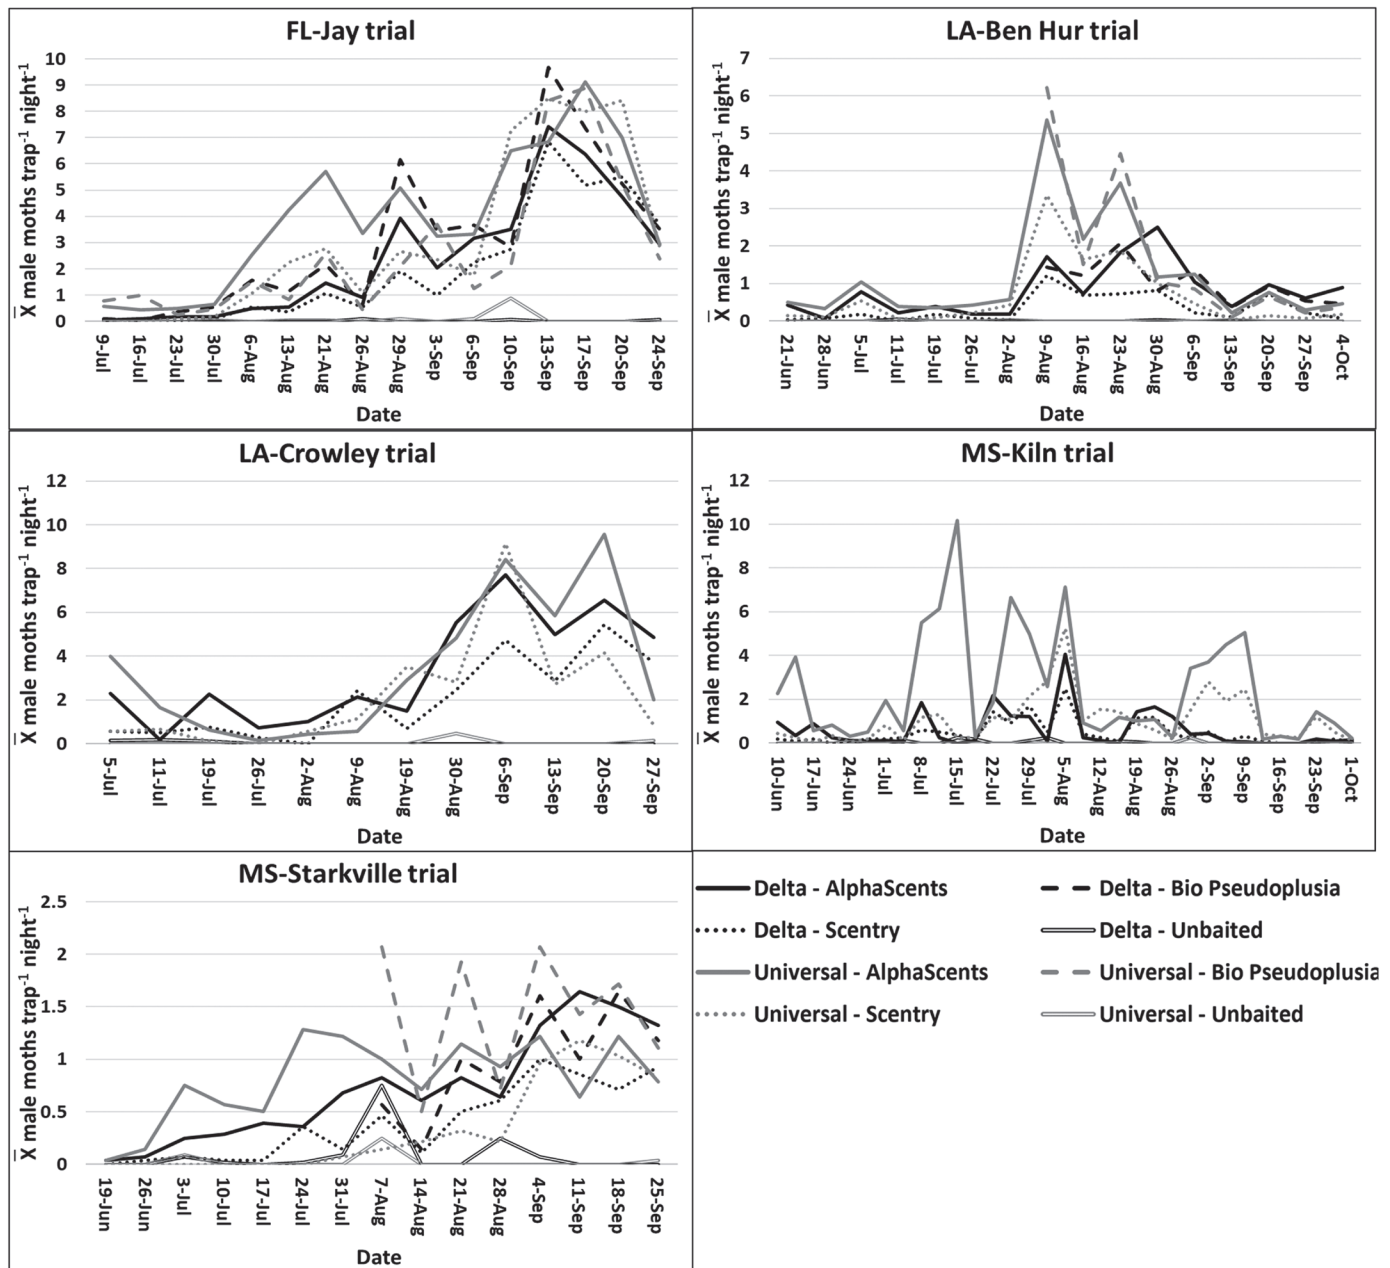 FL-Jay trial
X̅ male moths trap⁻¹ night⁻¹
10
9
8
7
6
5
4
3
2
1
0
9-Jul
16-Jul
23-Jul
30-Jul
6-Aug
13-Aug
21-Aug
26-Aug
29-Aug
3-Sep
6-Sep
10-Sep
13-Sep
17-Sep
20-Sep
24-Sep
Date
LA-Ben Hur trial
X̅ male moths trap⁻¹ night⁻¹
7
6
5
4
3
2
1
0
21-Jun
28-Jun
5-Jul
11-Jul
19-Jul
26-Jul
2-Aug
9-Aug
16-Aug
23-Aug
30-Aug
6-Sep
13-Sep
20-Sep
27-Sep
4-Oct
Date
LA-Crowley trial
X̅ male moths trap⁻¹ night⁻¹
12
10
8
6
4
2
0
5-Jul
11-Jul
19-Jul
26-Jul
2-Aug
9-Aug
19-Aug
30-Aug
6-Sep
13-Sep
20-Sep
27-Sep
Date
MS-Kiln trial
X̅ male moths trap⁻¹ night⁻¹
12
10
8
6
4
2
0
10-Jun
17-Jun
24-Jun
1-Jul
8-Jul
15-Jul
22-Jul
29-Jul
5-Aug
12-Aug
19-Aug
26-Aug
2-Sep
9-Sep
16-Sep
23-Sep
1-Oct
Date
MS-Starkville trial
X̅ male moths trap⁻¹ night⁻¹
2.5
2
1.5
1
0.5
0
19-Jun
26-Jun
3-Jul
10-Jul
17-Jul
24-Jul
31-Jul
7-Aug
14-Aug
21-Aug
28-Aug
4-Sep
11-Sep
18-Sep
25-Sep
Date
Delta - AlphaScents
Delta - Bio Pseudoplusia
Delta - Scentry
Delta - Unbaited
Universal - AlphaScents
Universal - Bio Pseudoplusia
Universal - Scentry
Universal - Unbaited